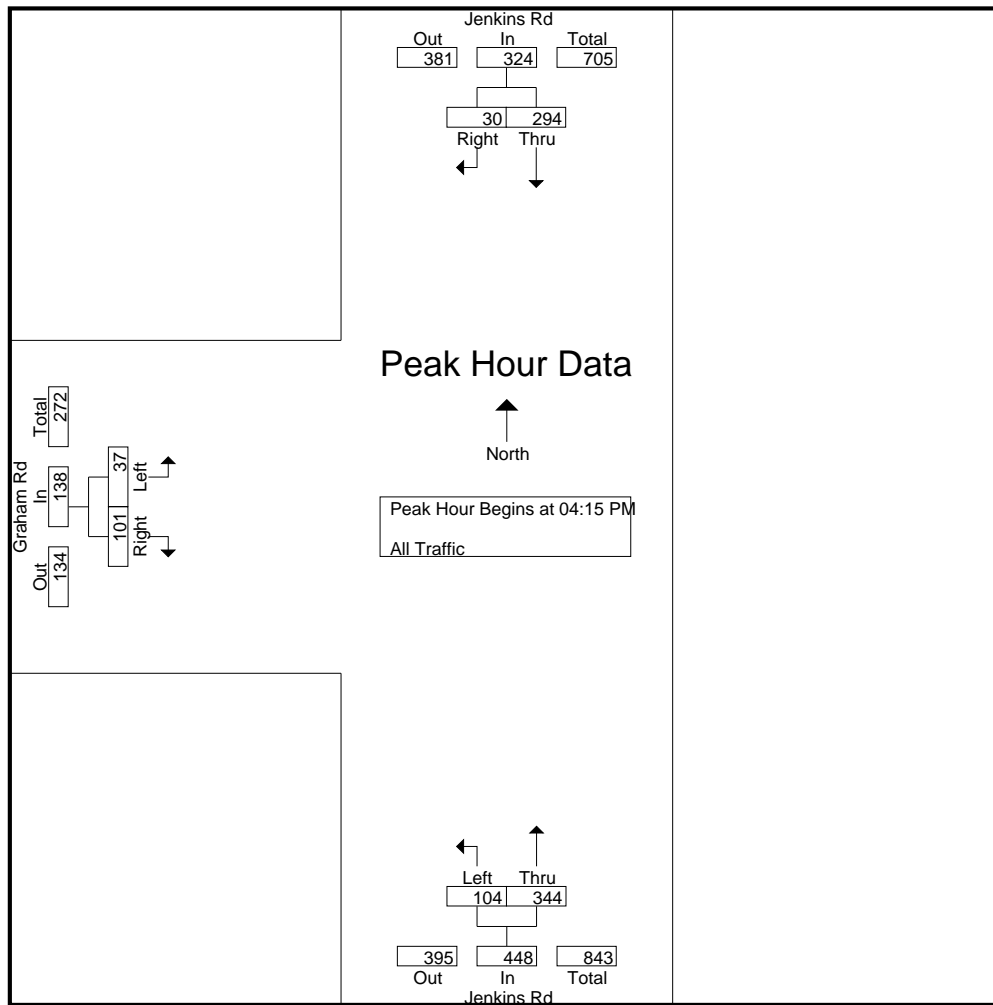 Jenkins Rd
Out In Total
381 324 705
30 294
Right Thru
Peak Hour Data
North
Peak Hour Begins at 04:15 PM
All Traffic
Graham Rd
Out In Total
134 138 272
101 37
Right Left
Left Thru
104 344
395 448 843
Out In Total
Jenkins Rd